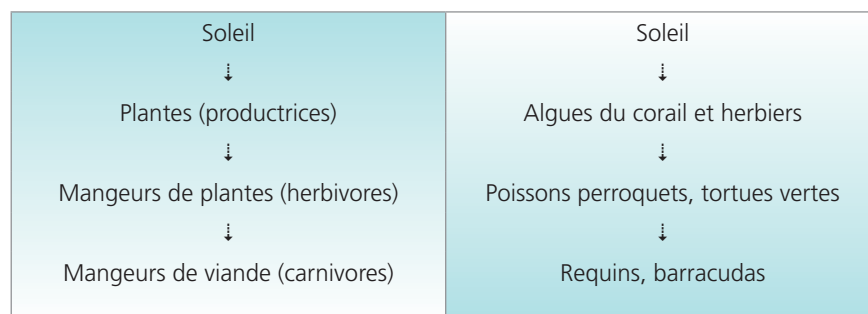 Soleil
Plantes (productrices)
Mangeurs de plantes (herbivores)
Mangeurs de viande (carnivores)
Soleil
Algues du corail et herbiers
Poissons perroquets, tortues vertes
Requins, barracudas